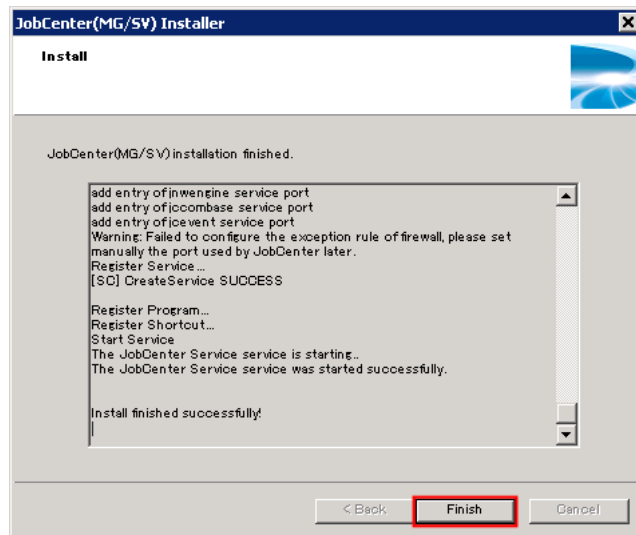 JobCenter(MG/SV) Installer
Install
JobCenter(MG/SV) installation finished.
add entry of jnwengine service port
add entry of jccombase service port
add entry of jcevent service port
Warning: Failed to configure the exception rule of firewall, please set
manually the port used by JobCenter later.
Register Service...
[SC] CreateService SUCCESS
Register Program...
Register Shortcut...
Start Service
The JobCenter Service service is starting..
The JobCenter Service service was started successfully.
Install finished successfully!
< Back
Finish
Cancel